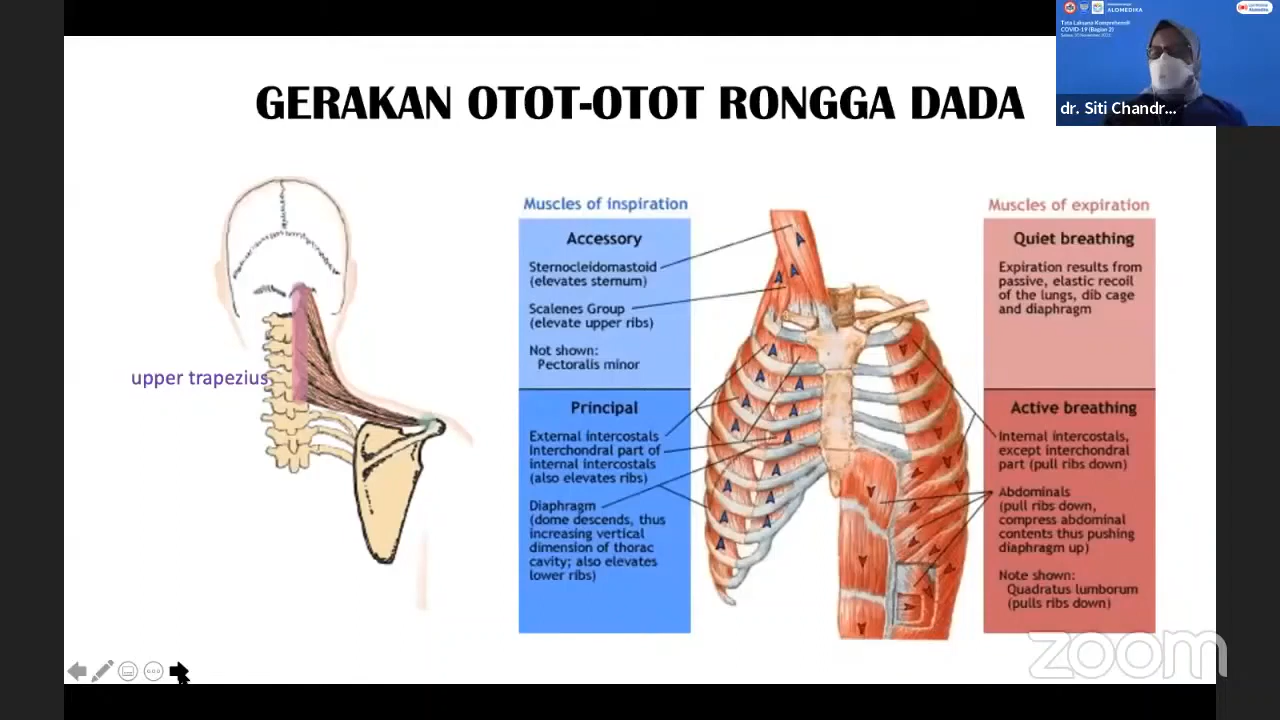 ALOMEDIKA
Tata Laksana Komprehensif
COVID-19 (Bagian 2)
dr. Siti Chandr...
GERAKAN OTOT-OTOT RONGGA DADA
upper trapezius
Muscles of inspiration
Accessory
Sternocleidomastoid
(elevates sternum)
Scalenes Group
(elevate upper ribs)
Not shown:
Pectoralis minor
Principal
External intercostals
Interchondral part of
internal intercostals
(also elevates ribs)
Diaphragm
(dome descends, thus
increasing vertical
dimension of thorac
cavity; also elevates
lower ribs)
Muscles of expiration
Quiet breathing
Expiration results from
passive, elastic recoil
of the lungs, dib cage
and diaphragm
Active breathing
Internal intercostals,
except interchondral
part (pull ribs down)
Abdominals
(pull ribs down,
compress abdominal
contents thus pushing
diaphragm up)
Note shown:
Quadratus lumborum
(pulls ribs down)
zoom